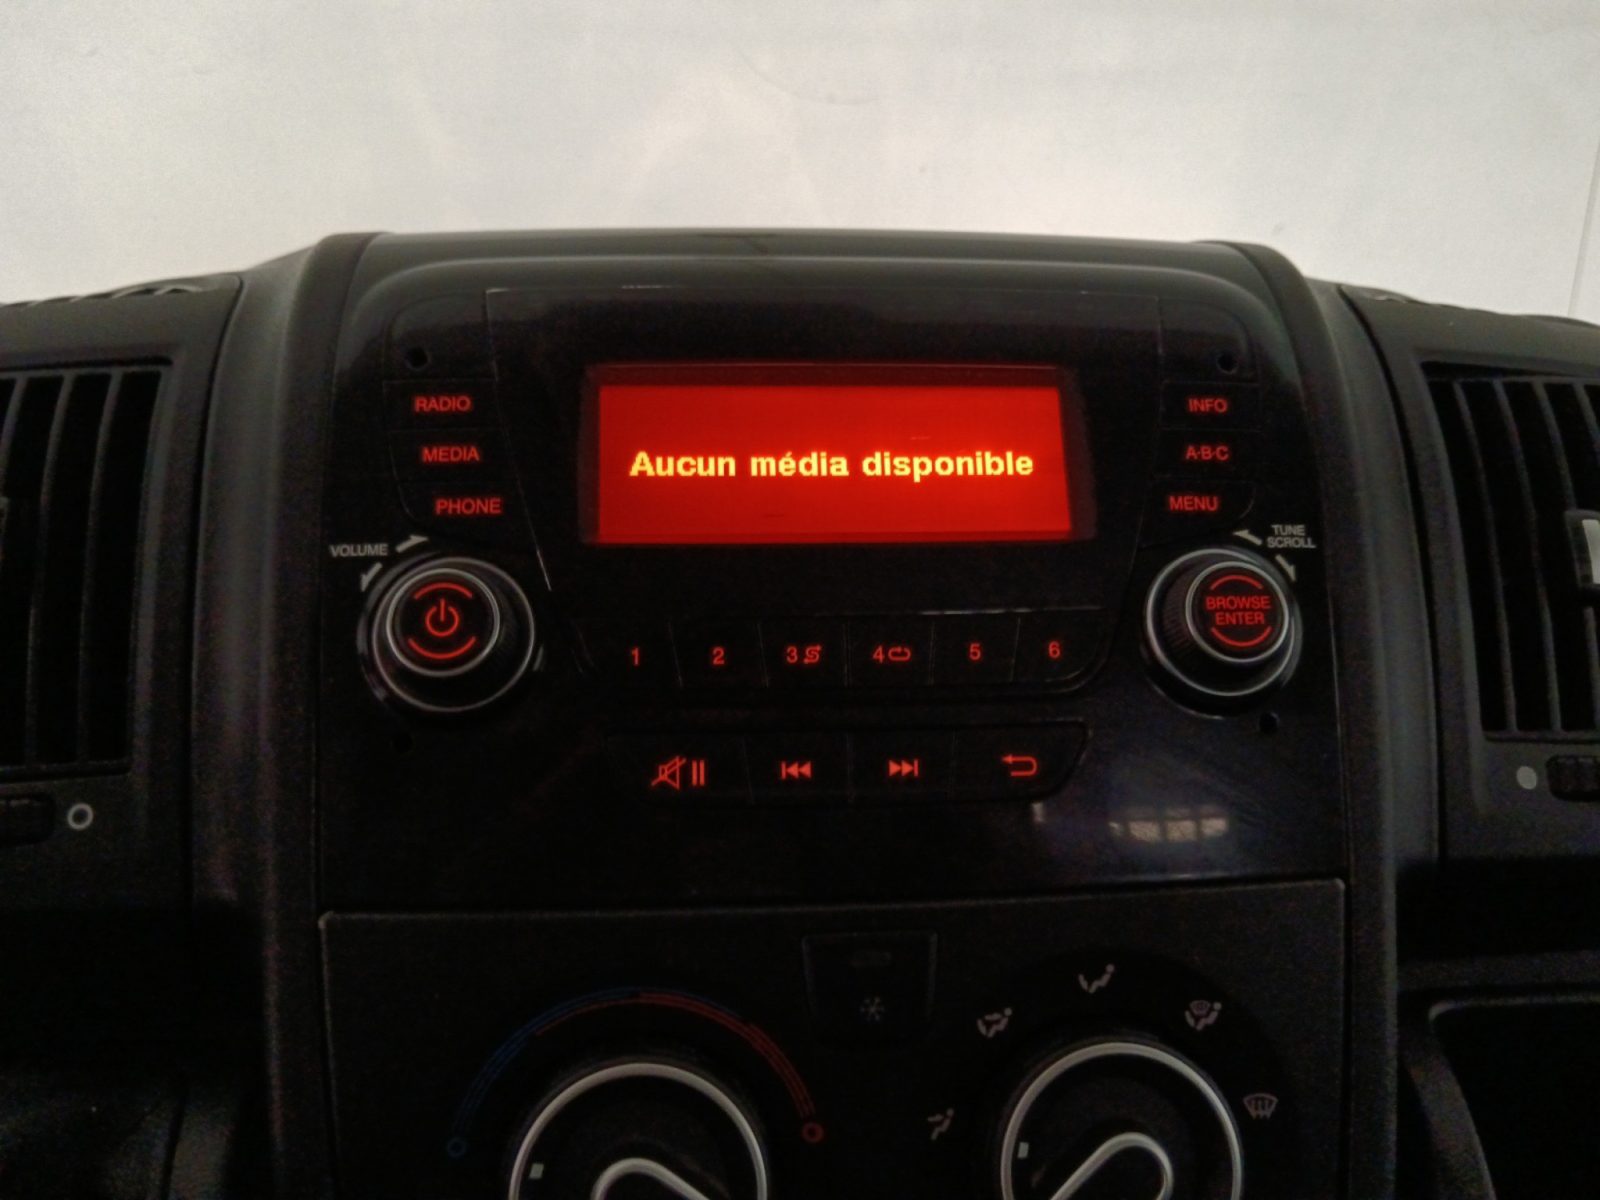 RADIO
MEDIA
PHONE
VOLUME
Aucun média disponible
INFO
A·B·C
MENU
TUNE
SCROLL
BROWSE
ENTER
1 2 3 4 5 6